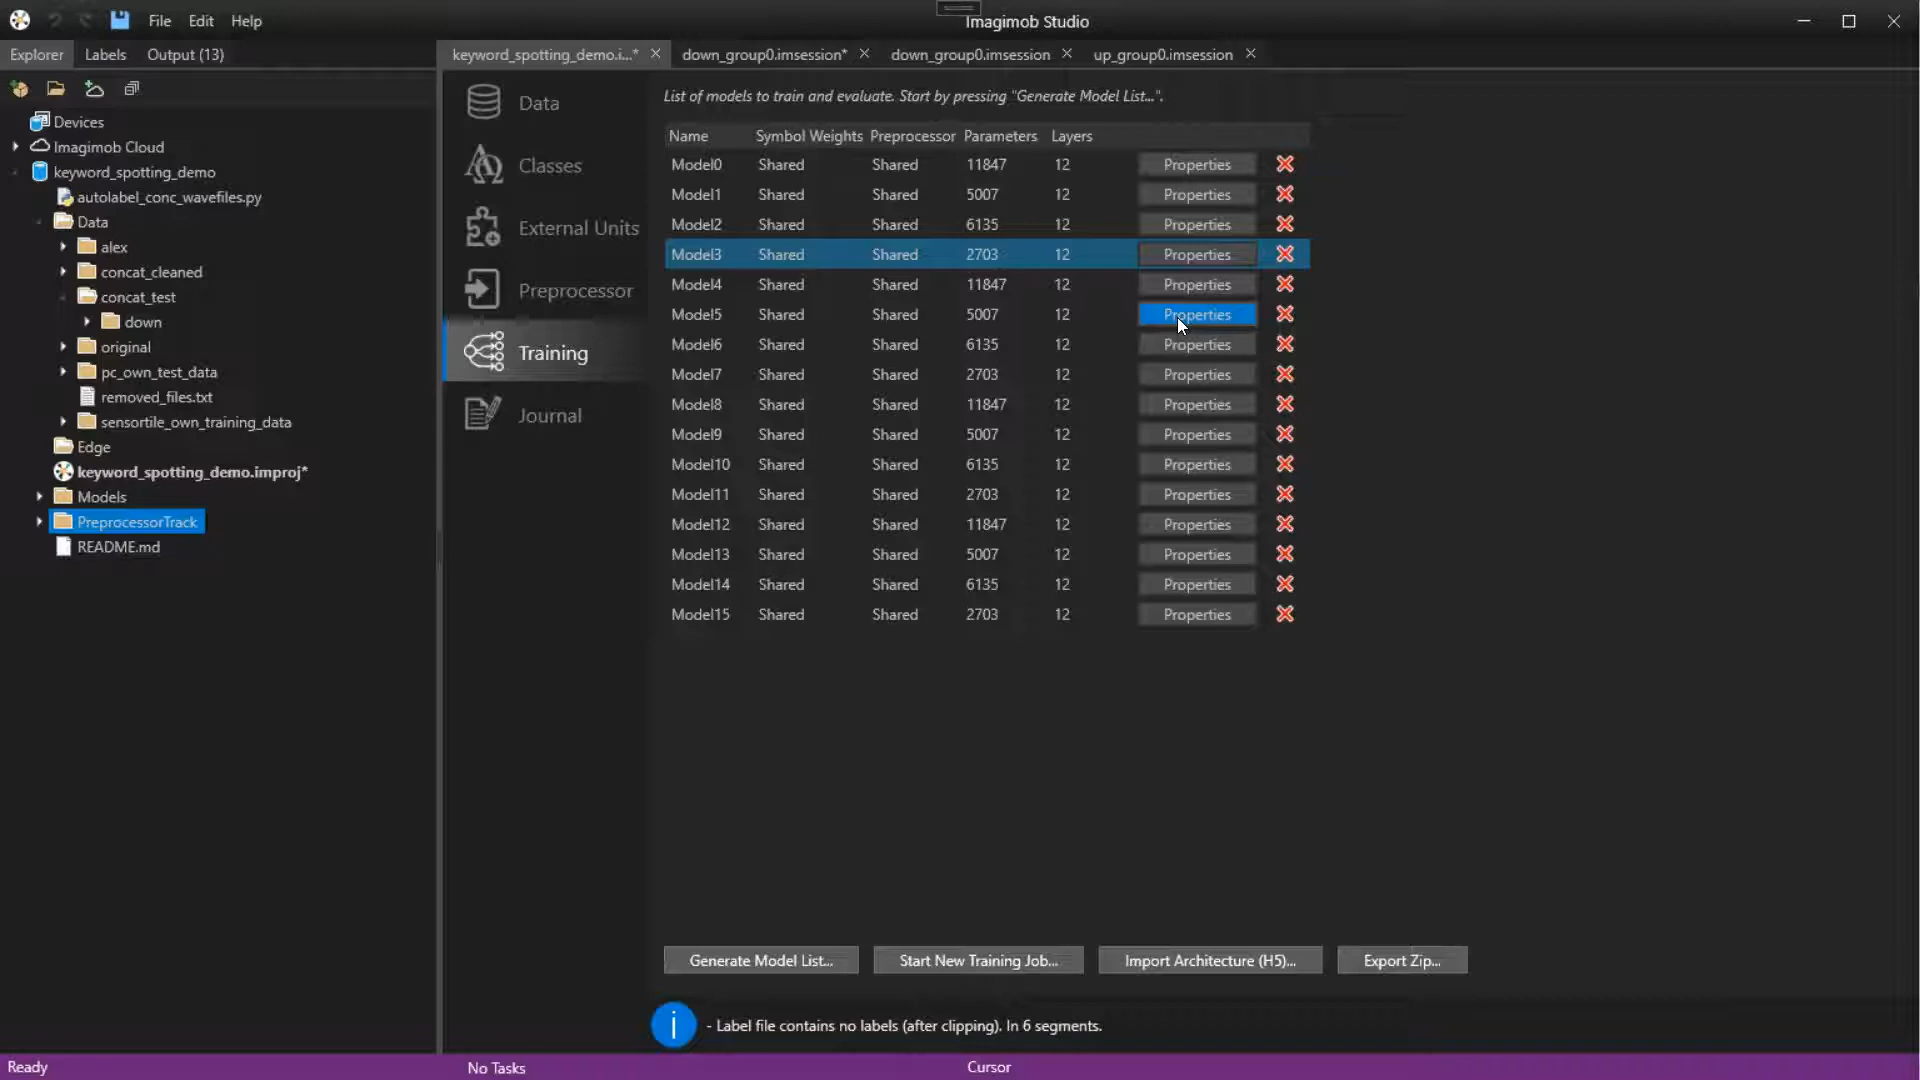 File Edit Help
Imagimob Studio
Explorer Labels Output (13)
keyword_spotting_demo.i...* down_group0.imsession* down_group0.imsession up_group0.imsession
Devices
Imagimob Cloud
keyword_spotting_demo
autolabel_conc_wavefiles.py
Data
alex
concat_cleaned
concat_test
down
original
pc_own_test_data
removed_files.txt
sensortile_own_training_data
Edge
keyword_spotting_demo.improj*
Models
PreprocessorTrack
README.md
Data
Classes
External Units
Preprocessor
Training
Journal
List of models to train and evaluate. Start by pressing "Generate Model List...".
Name Symbol Weights Preprocessor Parameters Layers
Model0 Shared Shared 11847 12 Properties
Model1 Shared Shared 5007 12 Properties
Model2 Shared Shared 6135 12 Properties
Model3 Shared Shared 2703 12 Properties
Model4 Shared Shared 11847 12 Properties
Model5 Shared Shared 5007 12 Properties
Model6 Shared Shared 6135 12 Properties
Model7 Shared Shared 2703 12 Properties
Model8 Shared Shared 11847 12 Properties
Model9 Shared Shared 5007 12 Properties
Model10 Shared Shared 6135 12 Properties
Model11 Shared Shared 2703 12 Properties
Model12 Shared Shared 11847 12 Properties
Model13 Shared Shared 5007 12 Properties
Model14 Shared Shared 6135 12 Properties
Model15 Shared Shared 2703 12 Properties
Generate Model List... Start New Training Job... Import Architecture (H5)... Export Zip...
- Label file contains no labels (after clipping). In 6 segments.
Ready No Tasks Cursor